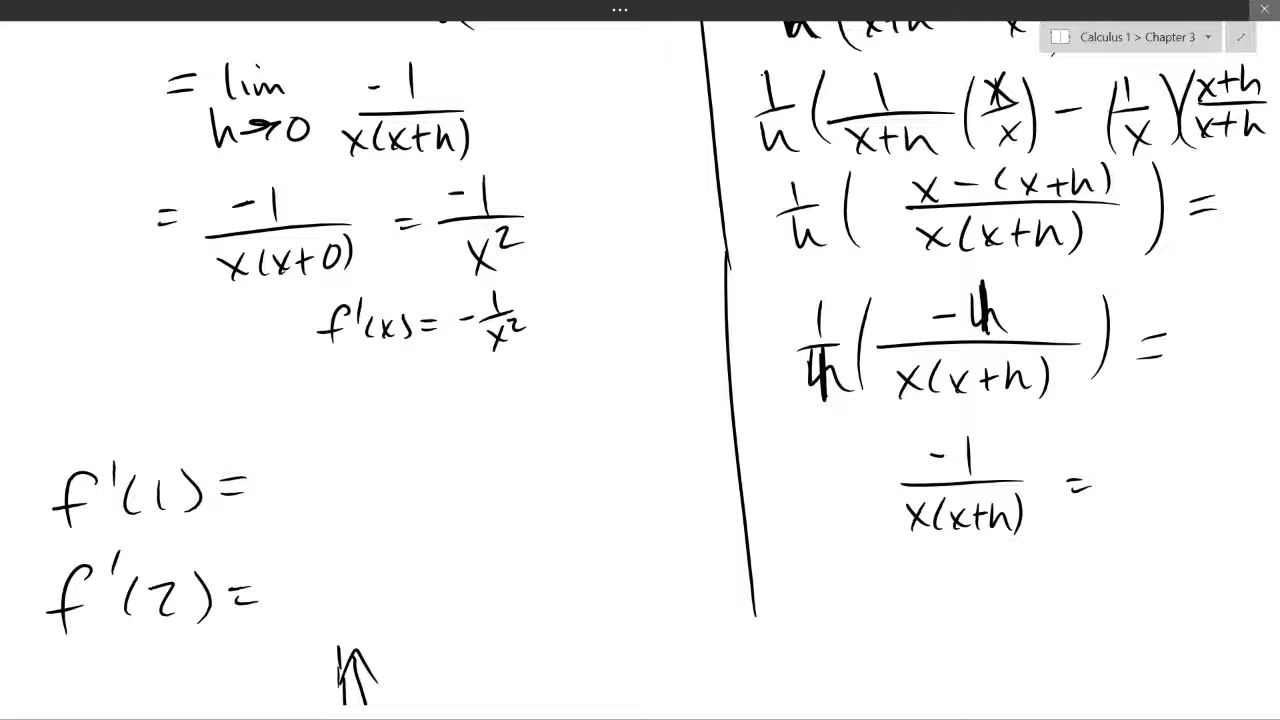 = lim h→0 -1/x(x+h)
= -1/x(x+0) = -1/x²
f'(x) = -1/x²
f'(1) =
f'(2) =
Calculus 1 > Chapter 3
1/h (1/x+h (x/x) - (1/x)(x+h/x+h
1/h ( x-(x+h)/x(x+h) ) =
1/h ( -h/x(x+h) ) =
-1/x(x+h) =